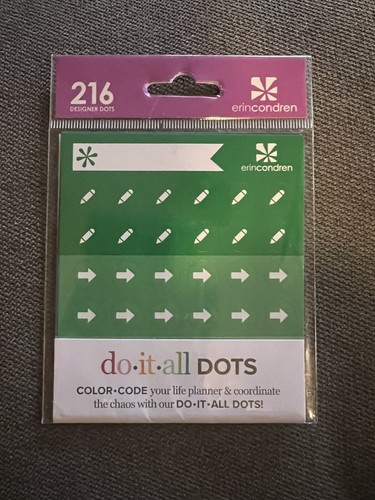 216
DESIGNER DOTS
erincondren
erincondren
do·it·all DOTS
COLOR·CODE your life planner & coordinate
the chaos with our DO·IT·ALL DOTS!